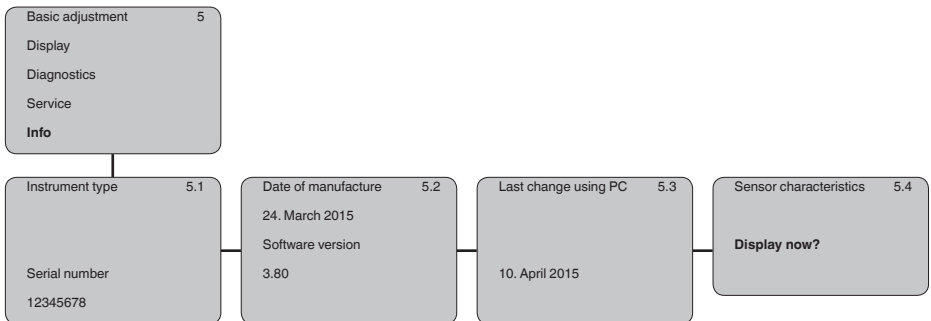 Basic adjustment 5
Display
Diagnostics
Service
Info
Instrument type 5.1
Serial number
12345678
Date of manufacture 5.2
24. March 2015
Software version
3.80
Last change using PC 5.3
10. April 2015
Sensor characteristics 5.4
Display now?